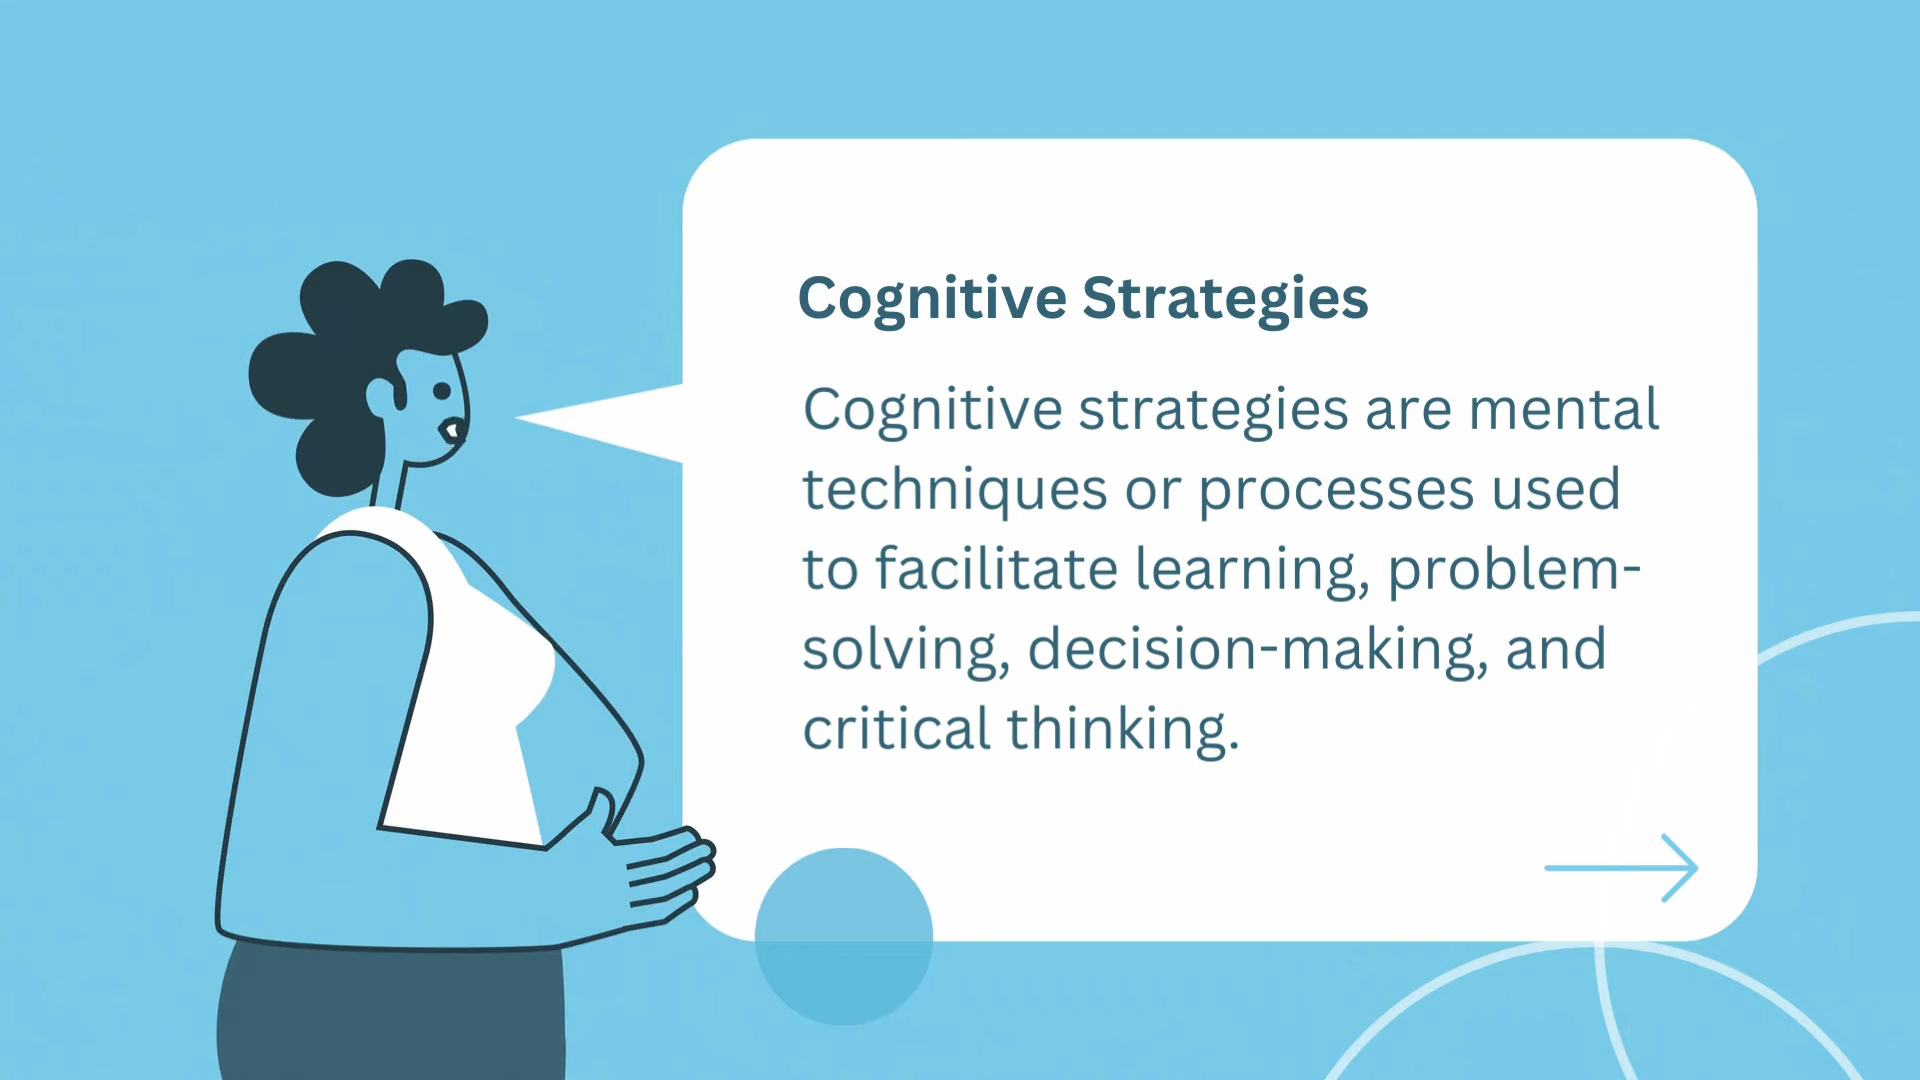 Cognitive Strategies
Cognitive strategies are mental
techniques or processes used
to facilitate learning, problem-
solving, decision-making, and
critical thinking.